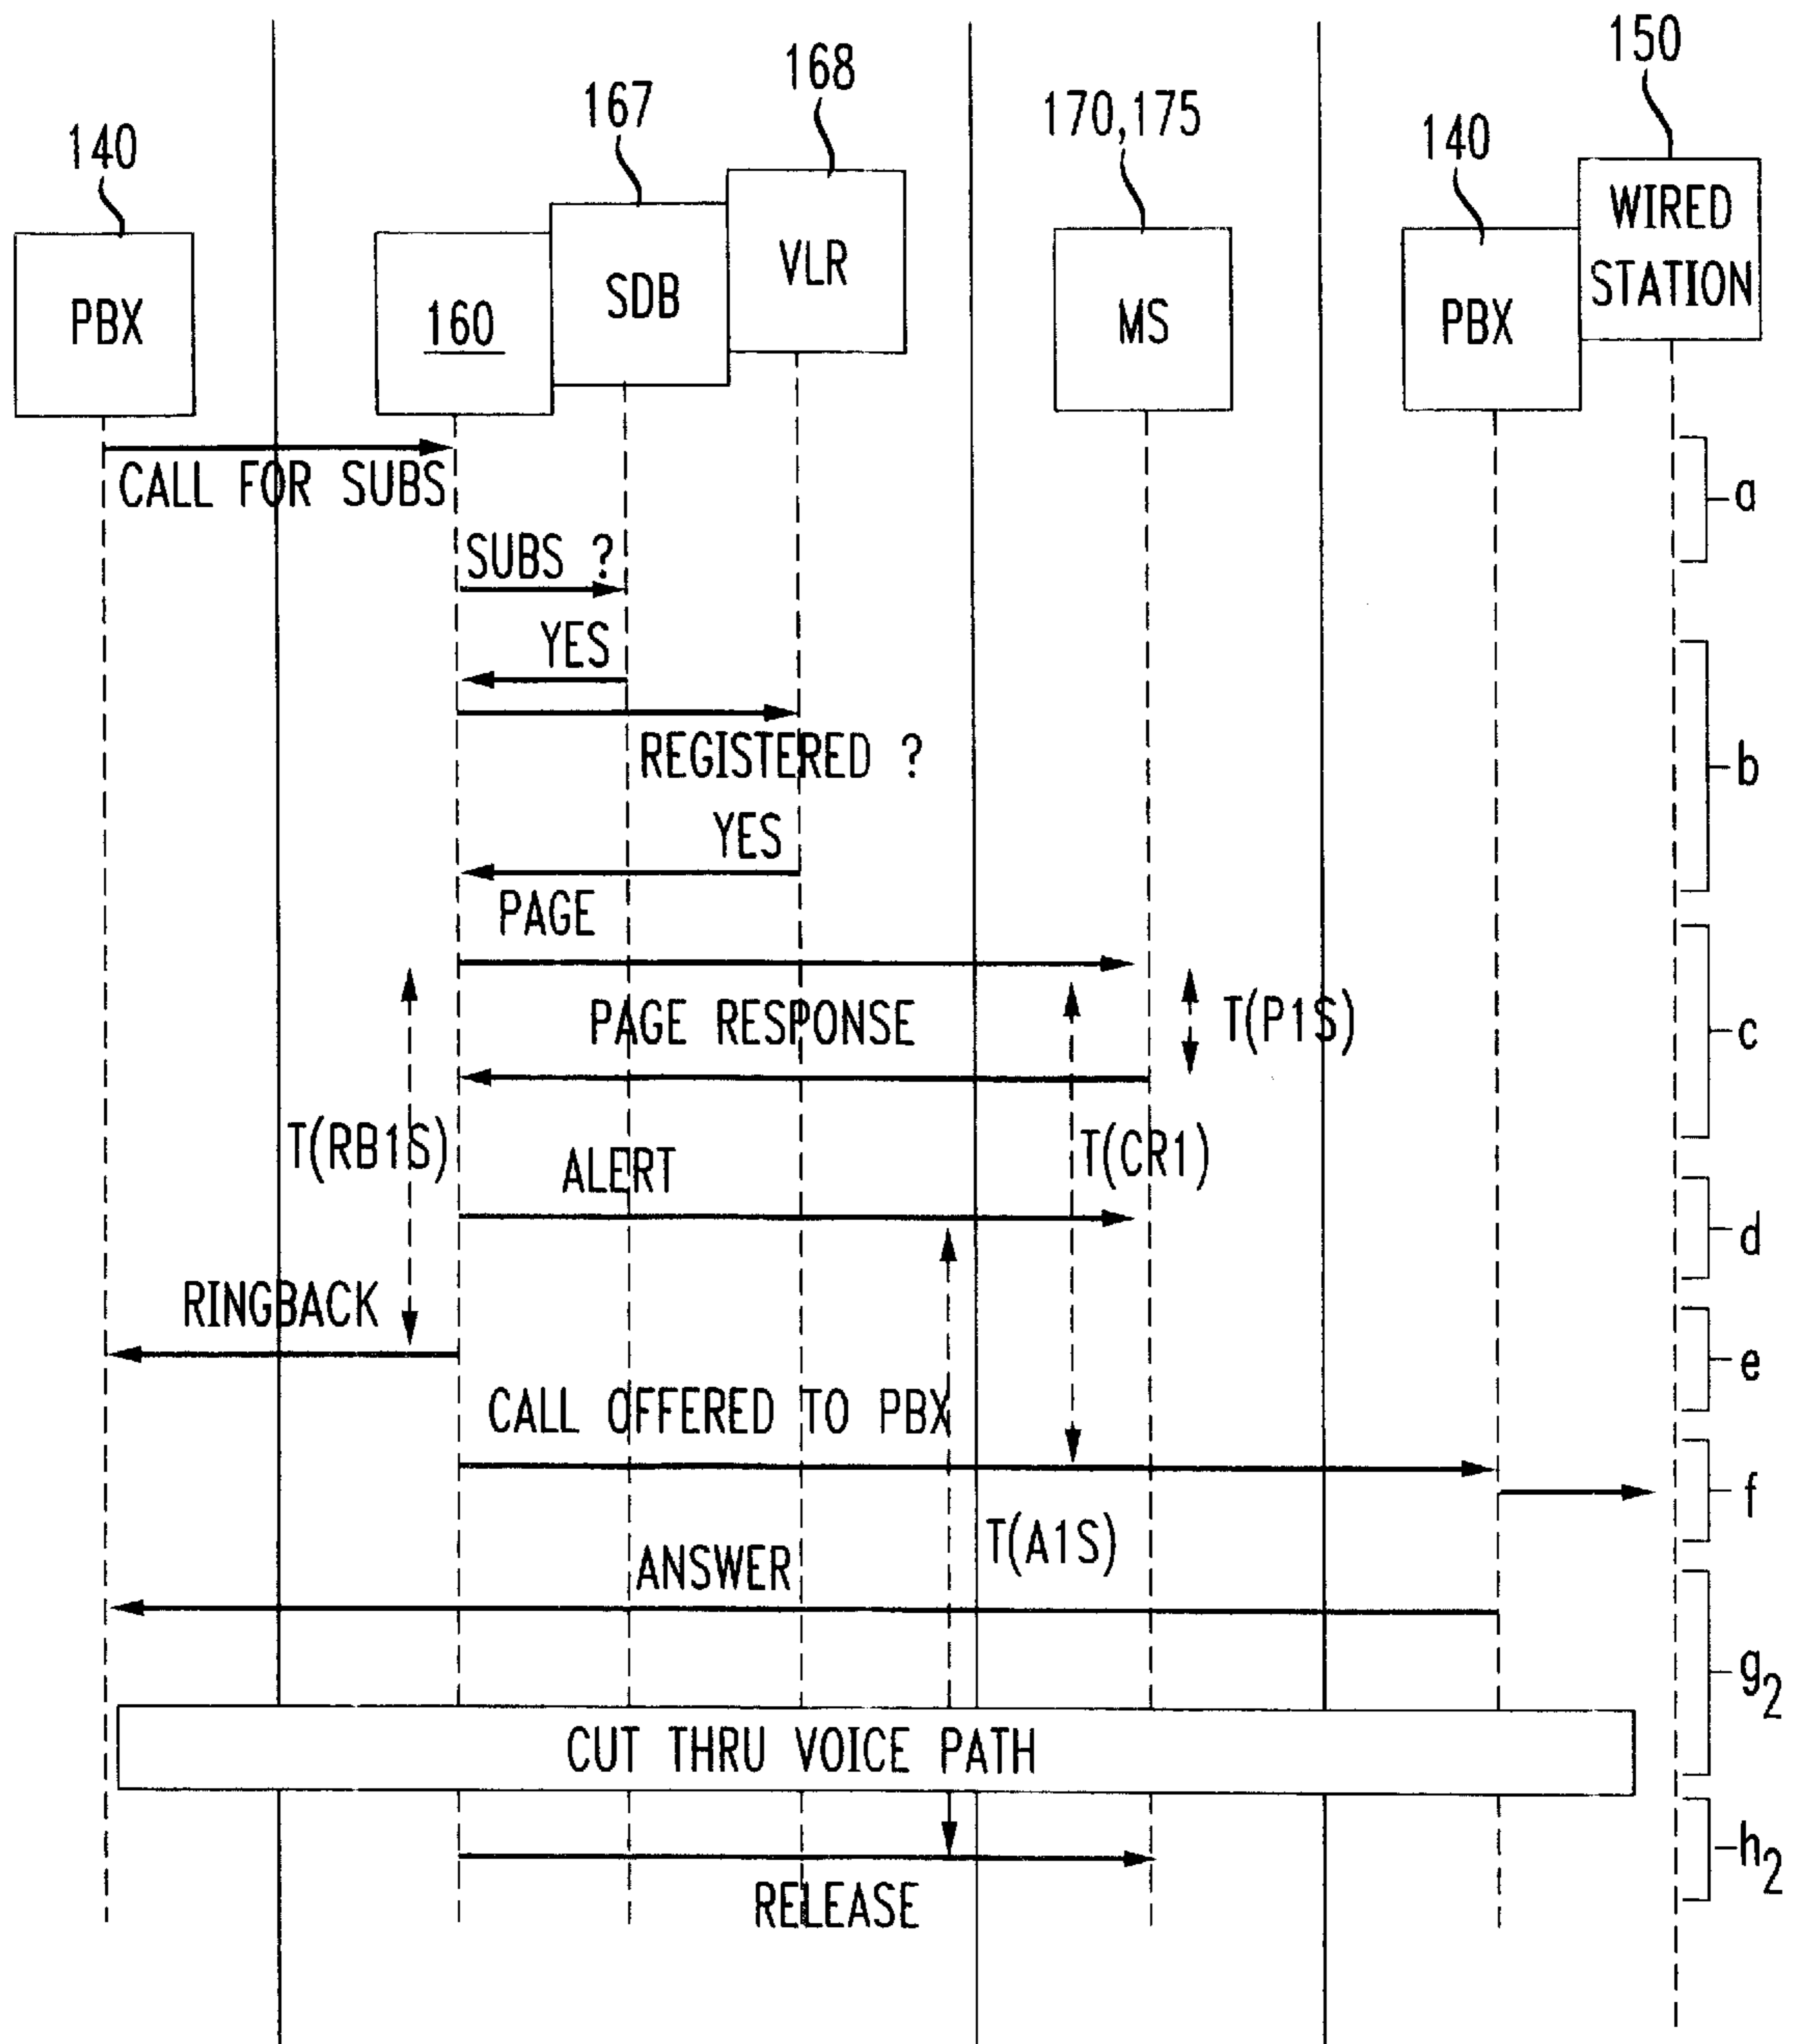 150
168
167
170,175
140
140
WIRED
STATION
VLR
SDB
PBX
160
MS
PBX
CALL FOR SUBS
a
SUBS ?
YES
REGISTERED ?
b
YES
PAGE
PAGE RESPONSE
T(P1S)
c
T(RB1S)
T(CR1)
ALERT
d
RINGBACK
e
CALL OFFERED TO PBX
f
T(A1S)
ANSWER
g2
CUT THRU VOICE PATH
h2
RELEASE